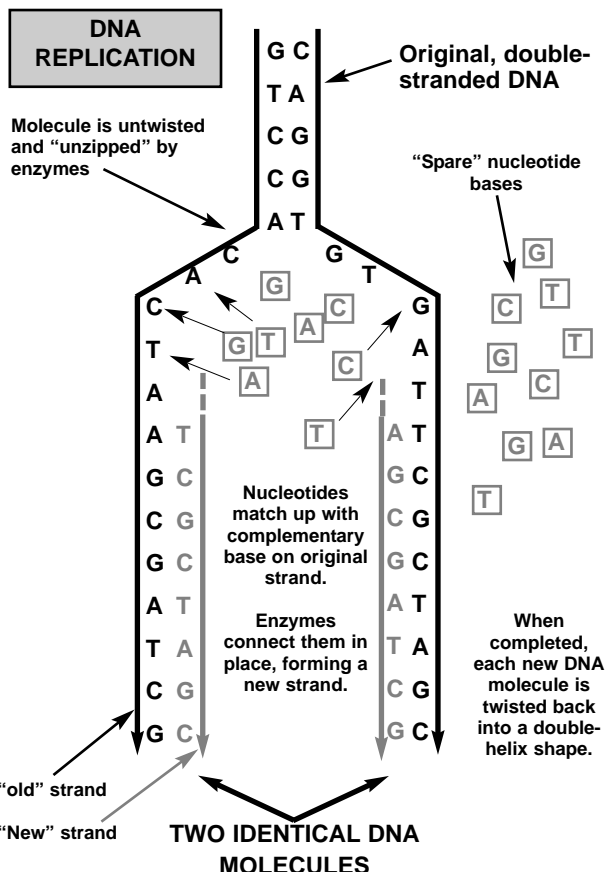 DNA
REPLICATION
G C
T A
C G
C G
A T
Original, double-
stranded DNA
Molecule is untwisted
and “unzipped” by
enzymes
“Spare” nucleotide
bases
C
A
G
T
C
T
A
A
A
G
C
G
A
T
C
G
T
C
G
C
T
A
G
C
G
G
T
A
C
A
C
T
G
A
T
T
C
G
C
T
A
G
C
A
G
C
G
A
T
C
G
G
C
T
T
G
C
A
G
A
T
Nucleotides
match up with
complementary
base on original
strand.
Enzymes
connect them in
place, forming a
new strand.
When
completed,
each new DNA
molecule is
twisted back
into a double-
helix shape.
“old” strand
“New” strand
TWO IDENTICAL DNA
MOLECULES